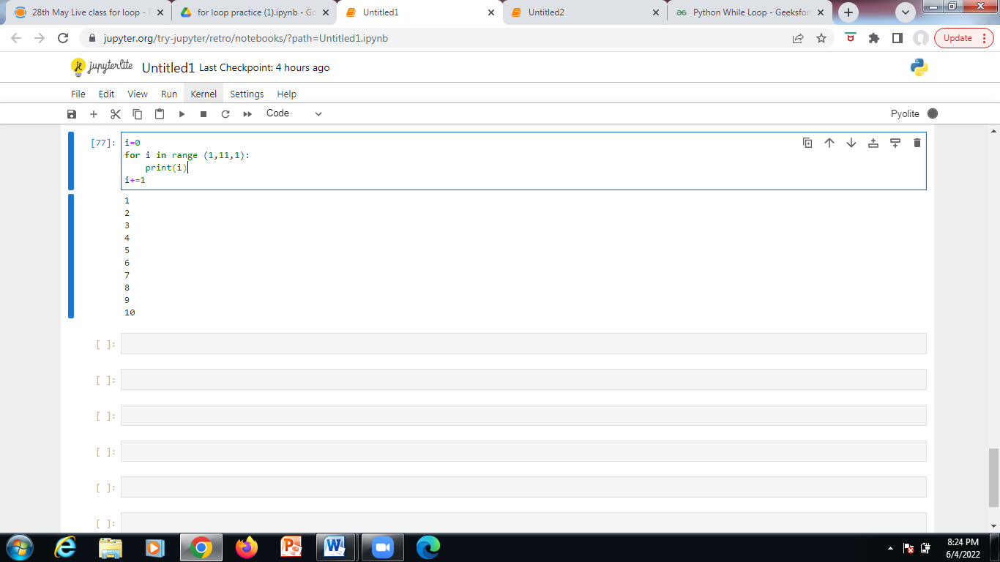 28th May Live class for loop -
for loop practice (1).ipynb - Go
Untitled1
Untitled2
Python While Loop - Geeksfor
jupyter.org/try-jupyter/retro/notebooks/?path=Untitled1.ipynb
Update
jupyterlite Untitled1 Last Checkpoint: 4 hours ago
File Edit View Run Kernel Settings Help
Code
Pyolite
[77]: i=0
for i in range (1,11,1):
    print(i)
i+=1
1
2
3
4
5
6
7
8
9
10
[ ]:
[ ]:
[ ]:
[ ]:
[ ]:
[ ]:
8:24 PM
6/4/2022